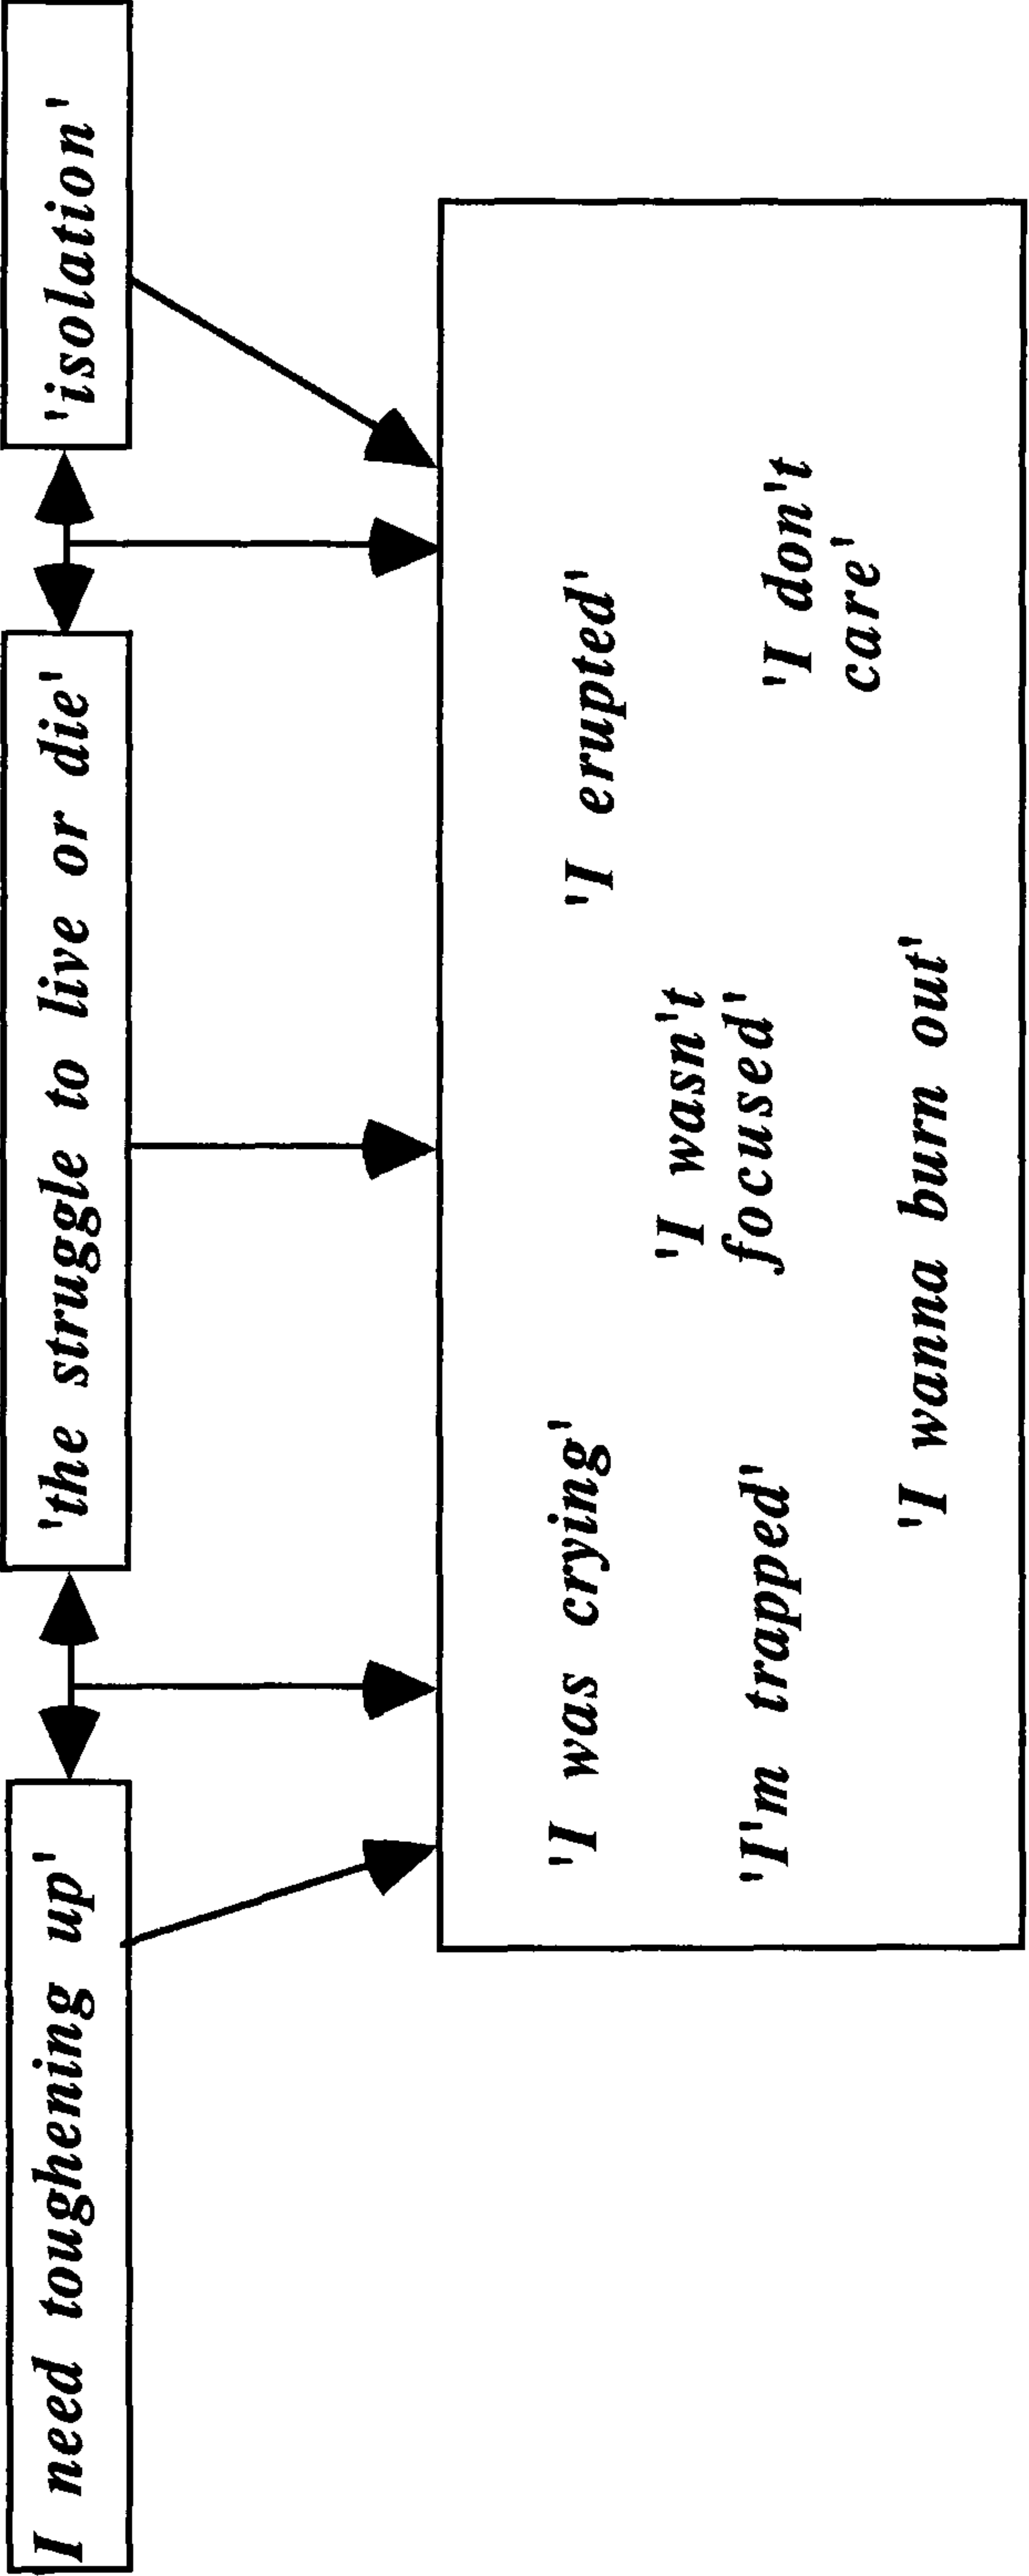 I need toughening up'
'the struggle to live or die'
'isolation'
'I was crying'
'I erupted'
'I wasn't
focused'
'I'm trapped'
'I don't
care'
'I wanna burn out'